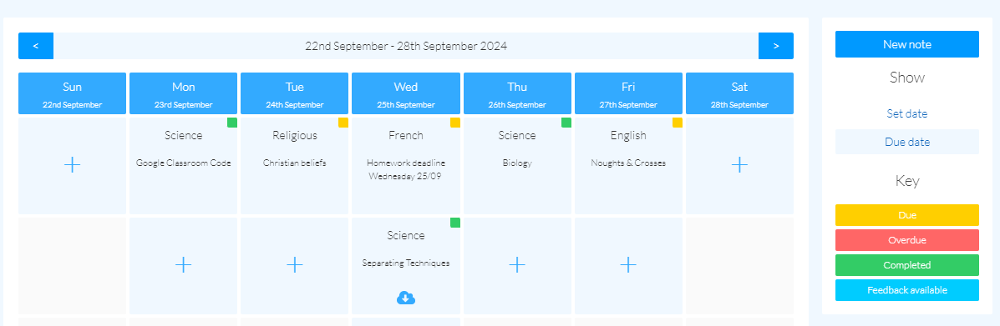 <
22nd September - 28th September 2024
>
Sun
22nd September
Mon
23rd September
Tue
24th September
Wed
25th September
Thu
26th September
Fri
27th September
Sat
28th September
Science
Google Classroom Code
Religious
Christian beliefs
French
Homework deadline
Wednesday 25/09
Science
Biology
English
Noughts & Crosses
Science
Separating Techniques
New note
Show
Set date
Due date
Key
Due
Overdue
Completed
Feedback available